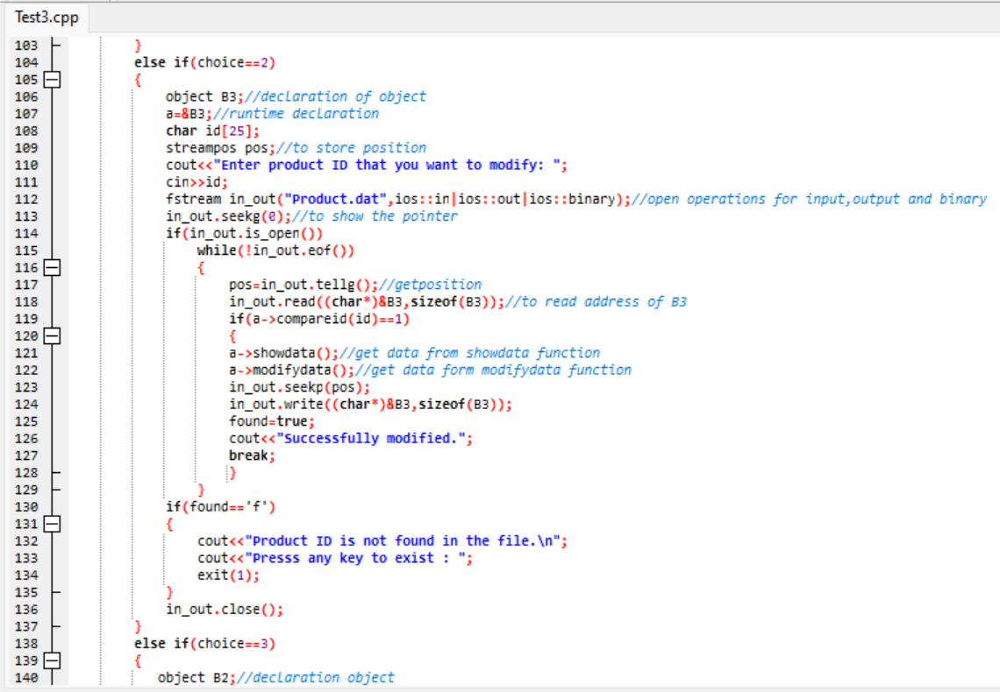 Test3.cpp
103 }
104 else if(choice==2)
105 {
106 object B3;//declaration of object
107 a=&B3;//runtime declaration
108 char id[25];
109 streampos pos;//to store position
110 cout<<"Enter product ID that you want to modify: ";
111 cin>>id;
112 fstream in_out("Product.dat",ios::in|ios::out|ios::binary);//open operations for input,output and binary
113 in_out.seekg(0);//to show the pointer
114 if(in_out.is_open())
115 while(!in_out.eof())
116 {
117 pos=in_out.tellg();//getposition
118 in_out.read((char*)&B3,sizeof(B3));//to read address of B3
119 if(a->compareid(id)==1)
120 {
121 a->showdata();//get data from showdata function
122 a->modifydata();//get data form modifydata function
123 in_out.seekp(pos);
124 in_out.write((char*)&B3,sizeof(B3));
125 found=true;
126 cout<<"Successfully modified.";
127 break;
128 }
129 }
130 if(found=='f')
131 {
132 cout<<"Product ID is not found in the file.\n";
133 cout<<"Presss any key to exist : ";
134 exit(1);
135 }
136 in_out.close();
137 }
138 else if(choice==3)
139 {
140 object B2;//declaration object